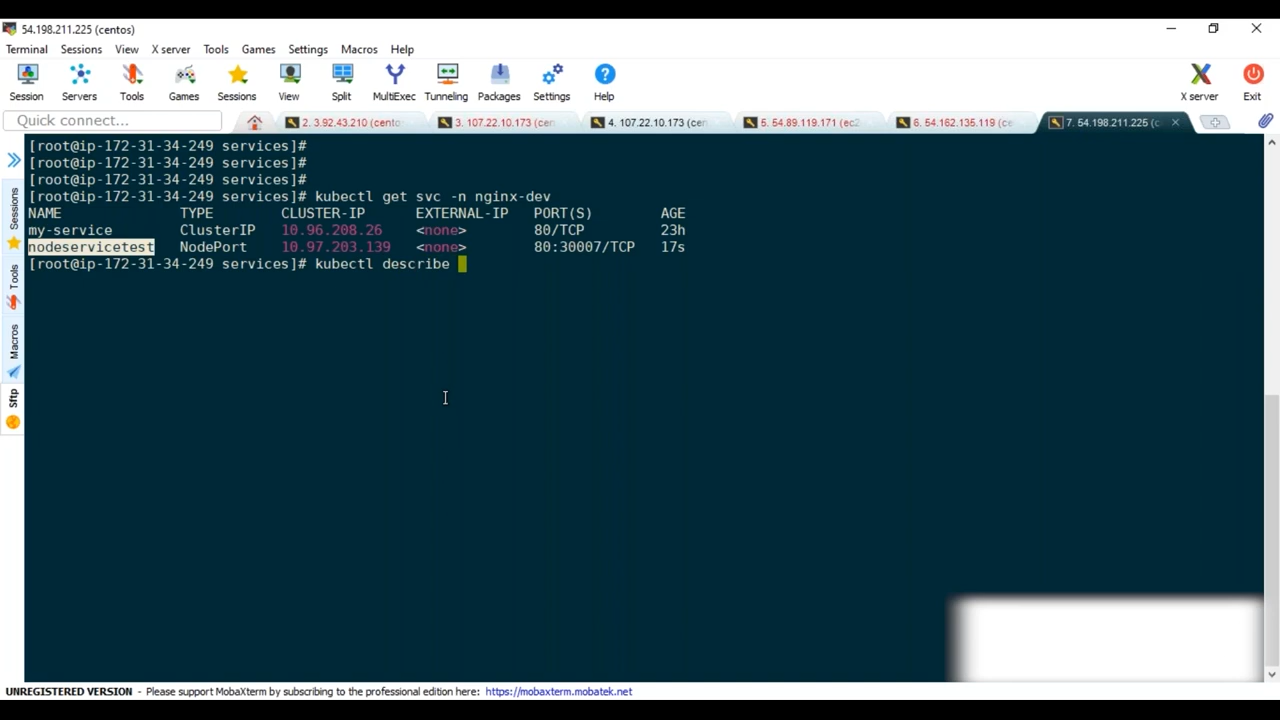 54.198.211.225 (centos)
Terminal Sessions View X server Tools Games Settings Macros Help
Session Servers Tools Games Sessions View Split MultiExec Tunneling Packages Settings Help X server Exit
Quick connect... 2. 3.92.43.210 (cento 3. 107.22.10.173 (cen 4. 107.22.10.173 (cen 5. 54.89.119.171 (ec2 6. 54.162.135.119 (ce 7. 54.198.211.225 (c
Sessions
Tools
Macros
Sftp
[root@ip-172-31-34-249 services]#
[root@ip-172-31-34-249 services]#
[root@ip-172-31-34-249 services]#
[root@ip-172-31-34-249 services]# kubectl get svc -n nginx-dev
NAME TYPE CLUSTER-IP EXTERNAL-IP PORT(S) AGE
my-service ClusterIP 10.96.208.26 <none> 80/TCP 23h
nodeservicetest NodePort 10.97.203.139 <none> 80:30007/TCP 17s
[root@ip-172-31-34-249 services]# kubectl describe
UNREGISTERED VERSION - Please support MobaXterm by subscribing to the professional edition here: https://mobaxterm.mobatek.net